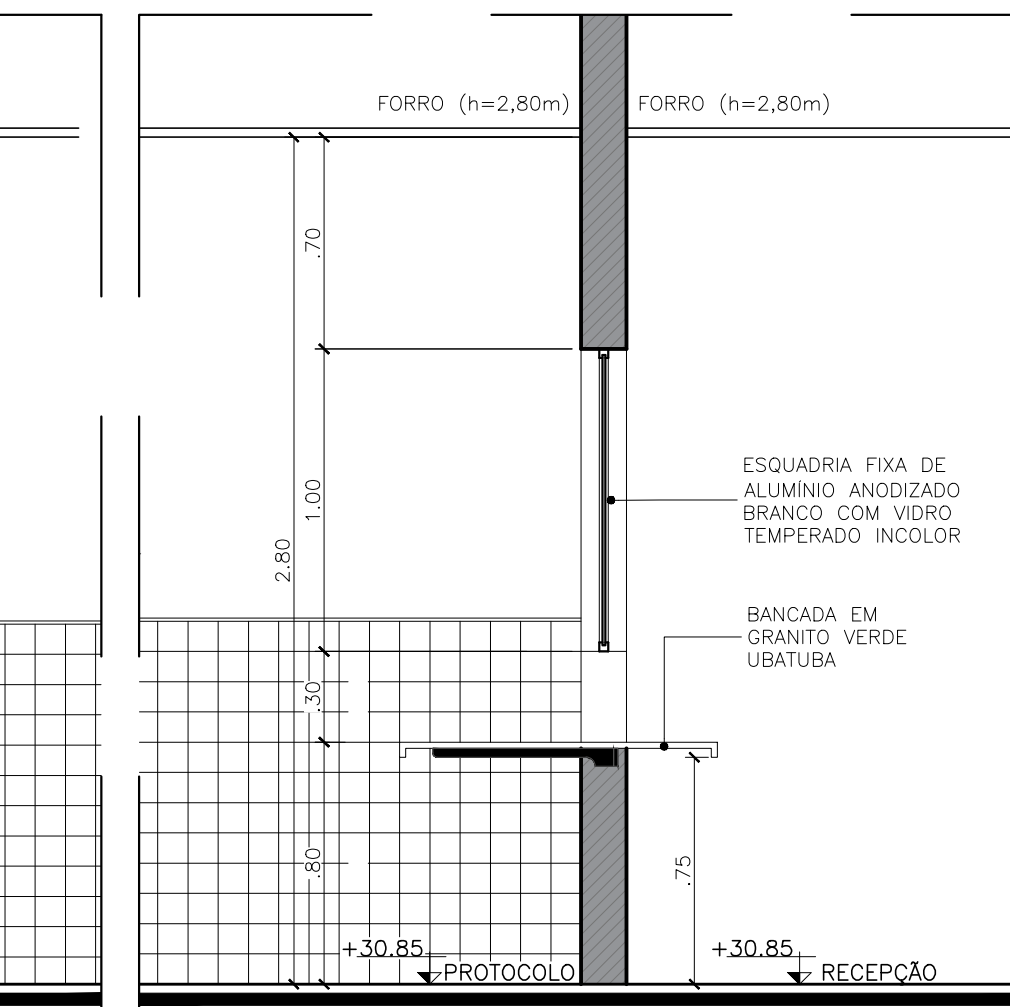 FORRO (h=2,80m)
FORRO (h=2,80m)
.70
1.00
2.80
.30
.80
ESQUADRIA FIXA DE
ALUMÍNIO ANODIZADO
BRANCO COM VIDRO
TEMPERADO INCOLOR
BANCADA EM
GRANITO VERDE
UBATUBA
.75
+30.85
PROTOCOLO
+30.85
RECEPÇÃO